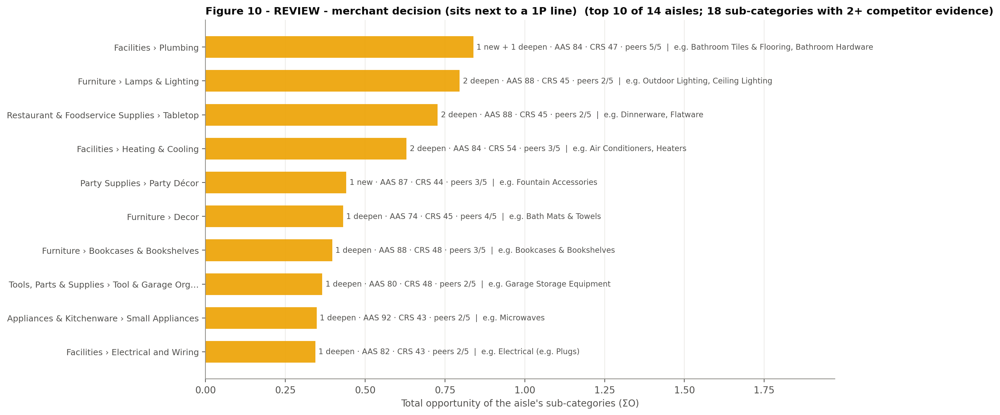 Figure 10 - REVIEW - merchant decision (sits next to a 1P line)  (top 10 of 14 aisles; 18 sub-categories with 2+ competitor evidence)
Facilities › Plumbing 1 new + 1 deepen · AAS 84 · CRS 47 · peers 5/5 | e.g. Bathroom Tiles & Flooring, Bathroom Hardware
Furniture › Lamps & Lighting 2 deepen · AAS 88 · CRS 45 · peers 2/5 | e.g. Outdoor Lighting, Ceiling Lighting
Restaurant & Foodservice Supplies › Tabletop 2 deepen · AAS 88 · CRS 45 · peers 2/5 | e.g. Dinnerware, Flatware
Facilities › Heating & Cooling 2 deepen · AAS 84 · CRS 54 · peers 3/5 | e.g. Air Conditioners, Heaters
Party Supplies › Party Décor 1 new · AAS 87 · CRS 44 · peers 3/5 | e.g. Fountain Accessories
Furniture › Decor 1 deepen · AAS 74 · CRS 45 · peers 4/5 | e.g. Bath Mats & Towels
Furniture › Bookcases & Bookshelves 1 deepen · AAS 88 · CRS 48 · peers 3/5 | e.g. Bookcases & Bookshelves
Tools, Parts & Supplies › Tool & Garage Org… 1 deepen · AAS 80 · CRS 48 · peers 2/5 | e.g. Garage Storage Equipment
Appliances & Kitchenware › Small Appliances 1 deepen · AAS 92 · CRS 43 · peers 2/5 | e.g. Microwaves
Facilities › Electrical and Wiring 1 deepen · AAS 82 · CRS 43 · peers 2/5 | e.g. Electrical (e.g. Plugs)
0.00 0.25 0.50 0.75 1.00 1.25 1.50 1.75
Total opportunity of the aisle's sub-categories (ΣO)